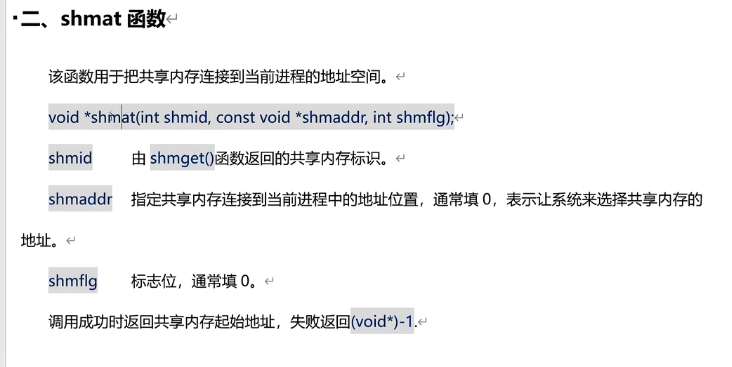 二、shmat 函数
该函数用于把共享内存连接到当前进程的地址空间。
void *shmat(int shmid, const void *shmaddr, int shmflg);
shmid 由 shmget()函数返回的共享内存标识。
shmaddr 指定共享内存连接到当前进程中的地址位置，通常填 0，表示让系统来选择共享内存的
地址。
shmflg 标志位，通常填 0。
调用成功时返回共享内存起始地址，失败返回(void*)-1.